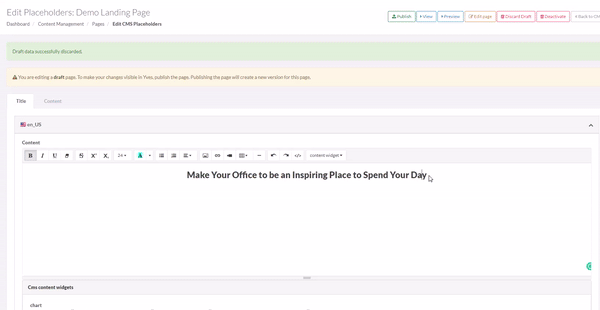 Edit Placeholders: Demo Landing Page
Publish View Preview Edit page Discard Draft Deactivate < Back to CM
Dashboard / Content Management / Pages / Edit CMS Placeholders
Draft data successfully discarded.
You are editing a draft page. To make your changes visible in Yves, publish the page. Publishing the page will create a new version for this page.
Title Content
en_US
Content
B I U S X² X₂ 24 A content widget
Make Your Office to be an Inspiring Place to Spend Your Day
Cms content widgets
chart